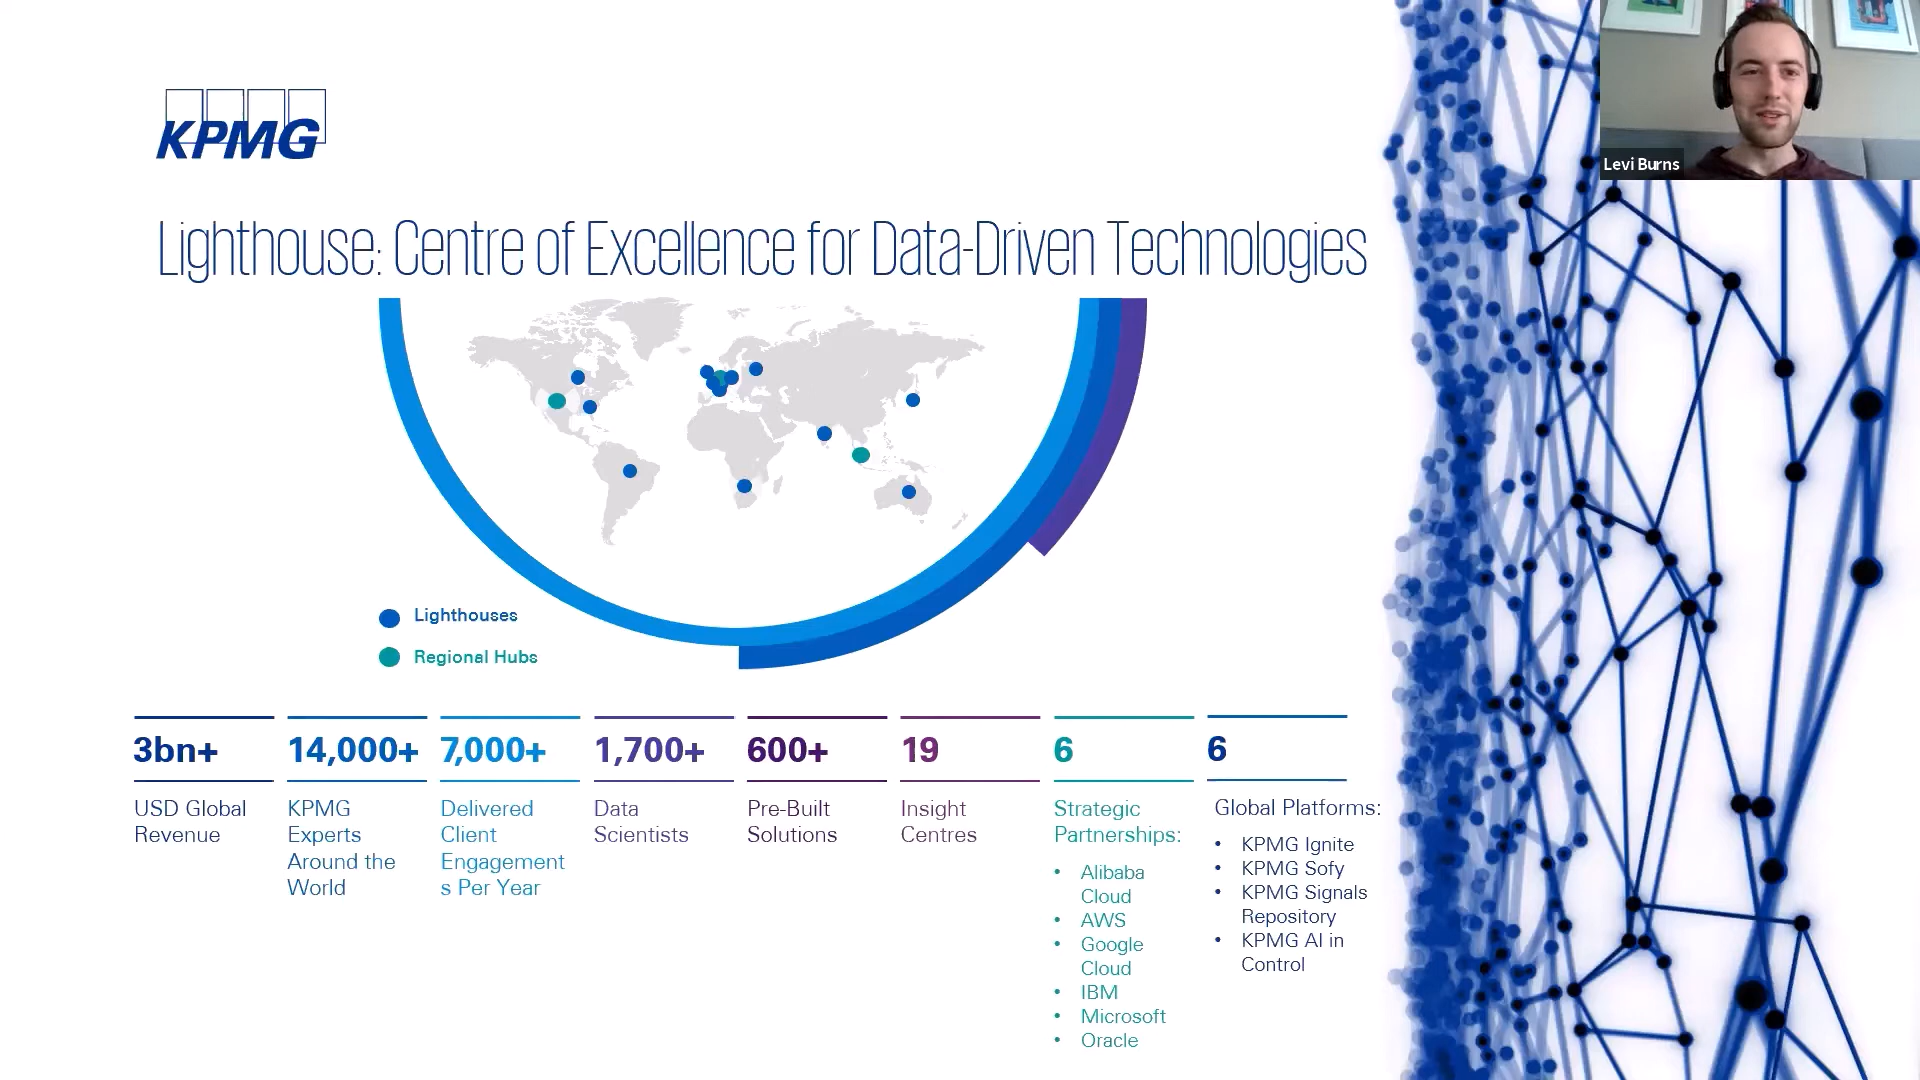 Levi Burns
KPMG
Lighthouse: Centre of Excellence for Data-Driven Technologies
Lighthouses
Regional Hubs
3bn+
USD Global
Revenue
14,000+
KPMG
Experts
Around the
World
7,000+
Delivered
Client
Engagement
s Per Year
1,700+
Data
Scientists
600+
Pre-Built
Solutions
19
Insight
Centres
6
Strategic
Partnerships:
• Alibaba
Cloud
• AWS
• Google
Cloud
• IBM
• Microsoft
• Oracle
6
Global Platforms:
• KPMG Ignite
• KPMG Sofy
• KPMG Signals
Repository
• KPMG AI in
Control